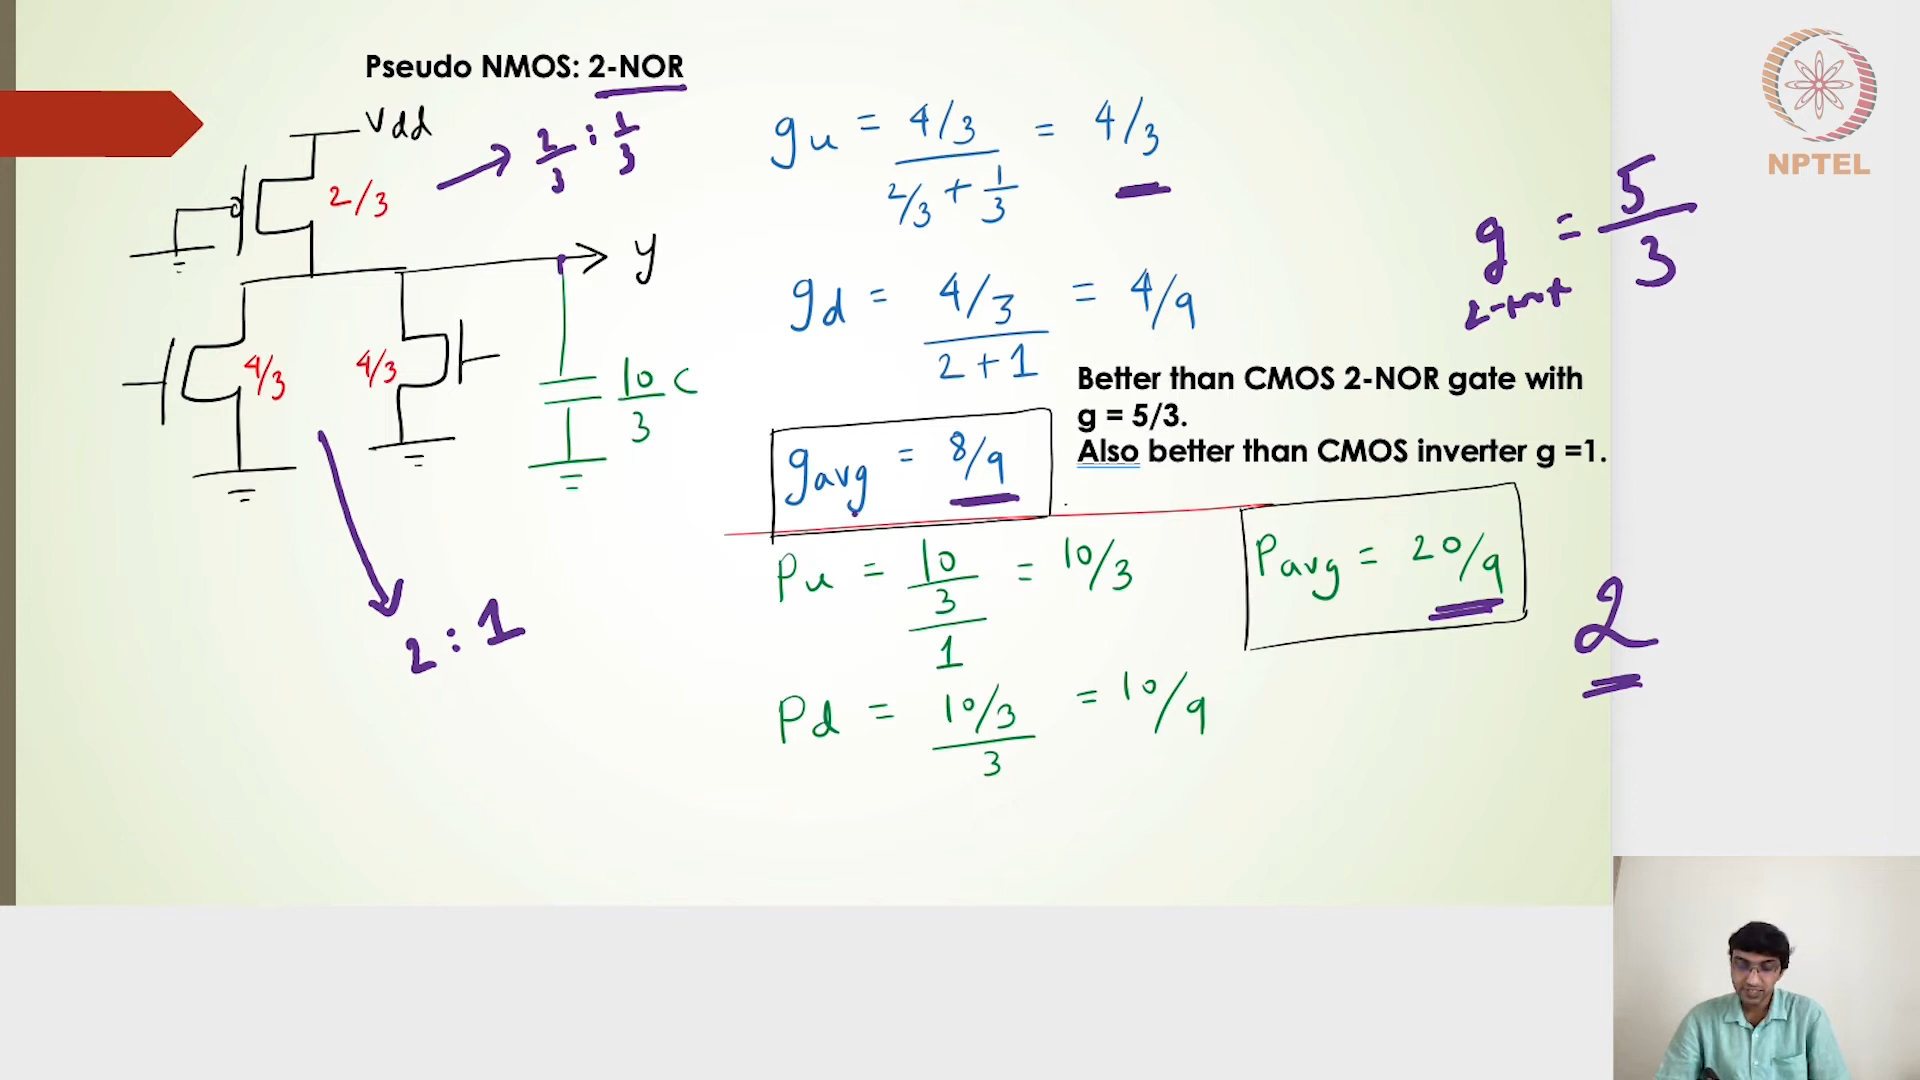 Pseudo NMOS: 2-NOR
Vdd
2/3
2/3 : 1/3
y
4/3
4/3
10/3 C
2 : 1
gu = 4/3 / (2/3 + 1/3) = 4/3
gd = 4/3 / (2 + 1) = 4/9
gavg = 8/9
g = 5/3
Better than CMOS 2-NOR gate with
g = 5/3.
Also better than CMOS inverter g =1.
Pu = 10/3 / 1 = 10/3
Pavg = 20/9
2
Pd = 10/3 / 3 = 10/9
NPTEL